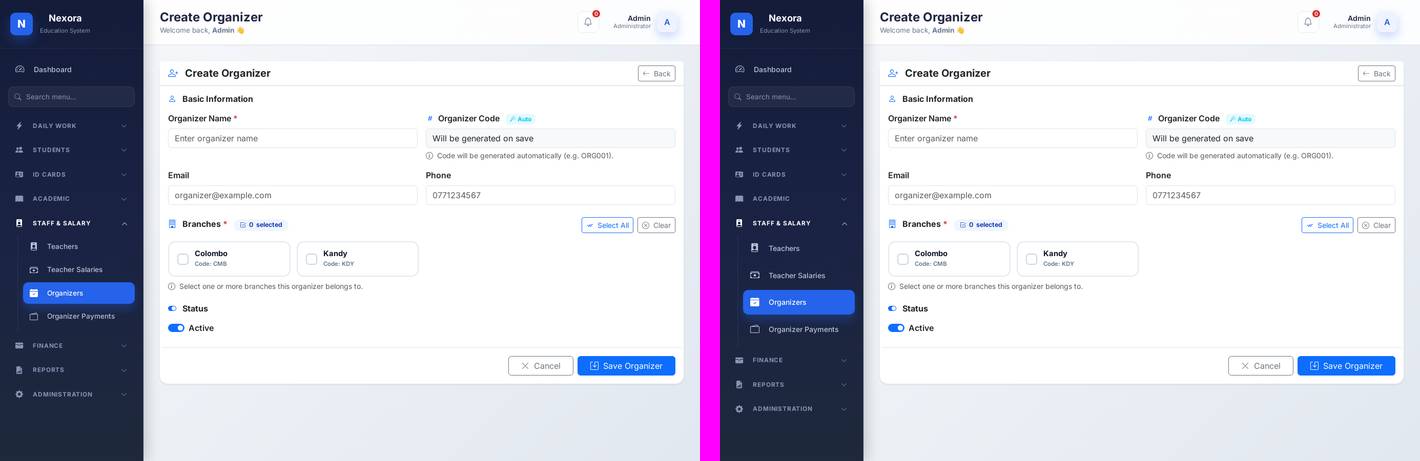 N
Nexora
Education System
Dashboard
Search menu...
DAILY WORK
STUDENTS
ID CARDS
ACADEMIC
STAFF & SALARY
Teachers
Teacher Salaries
Organizers
Organizer Payments
FINANCE
REPORTS
ADMINISTRATION
Create Organizer
Welcome back, Admin 👋
0
Admin
Administrator
A
Create Organizer
Back
Basic Information
Organizer Name *
# Organizer Code Auto
Enter organizer name
Will be generated on save
Code will be generated automatically (e.g. ORG001).
Email
Phone
organizer@example.com
0771234567
Branches * 0 selected
Select All
Clear
Colombo
Code: CMB
Kandy
Code: KDY
Select one or more branches this organizer belongs to.
Status
Active
Cancel
Save Organizer
N
Nexora
Education System
Dashboard
Search menu...
DAILY WORK
STUDENTS
ID CARDS
ACADEMIC
STAFF & SALARY
Teachers
Teacher Salaries
Organizers
Organizer Payments
FINANCE
REPORTS
ADMINISTRATION
Create Organizer
Welcome back, Admin 👋
0
Admin
Administrator
A
Create Organizer
Back
Basic Information
Organizer Name *
# Organizer Code Auto
Enter organizer name
Will be generated on save
Code will be generated automatically (e.g. ORG001).
Email
Phone
organizer@example.com
0771234567
Branches * 0 selected
Select All
Clear
Colombo
Code: CMB
Kandy
Code: KDY
Select one or more branches this organizer belongs to.
Status
Active
Cancel
Save Organizer